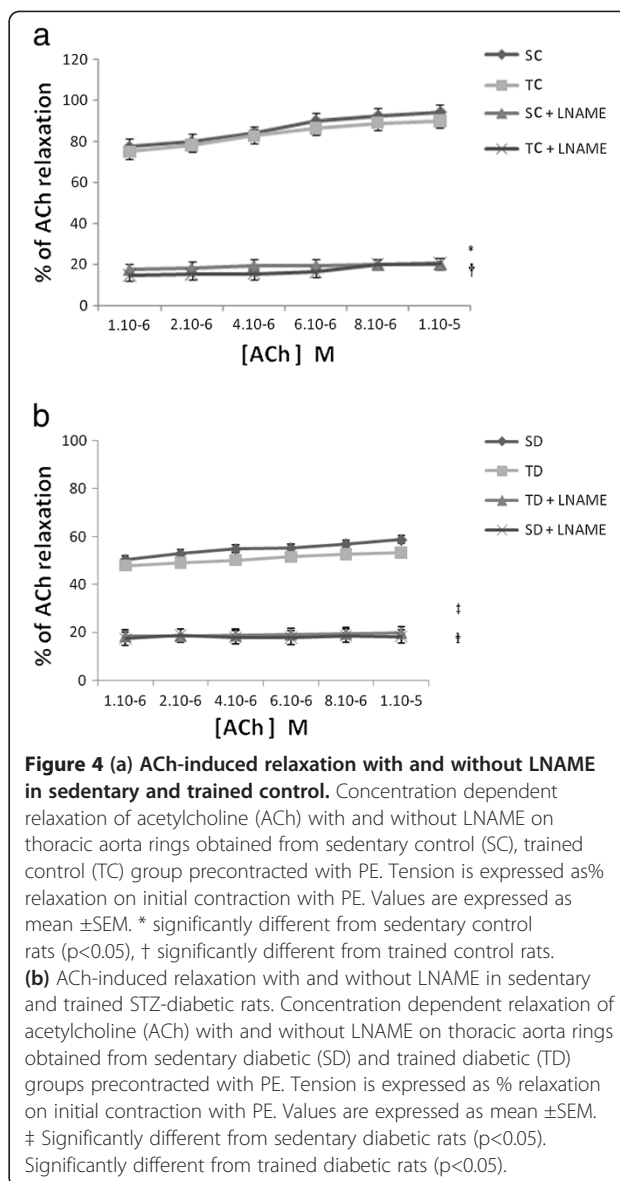 a
120
100
80
60
40
20
0
% of ACh relaxation
1.10-6 2.10-6 4.10-6 6.10-6 8.10-6 1.10-5
[ACh] M
SC
TC
SC + LNAME
TC + LNAME
*
†
b
100
80
60
40
20
0
% of ACh relaxation
1.10-6 2.10-6 4.10-6 6.10-6 8.10-6 1.10-5
[ACh] M
SD
TD
TD + LNAME
SD + LNAME
‡
Figure 4 (a) ACh-induced relaxation with and without LNAME
in sedentary and trained control. Concentration dependent
relaxation of acetylcholine (ACh) with and without LNAME on
thoracic aorta rings obtained from sedentary control (SC), trained
control (TC) group precontracted with PE. Tension is expressed as%
relaxation on initial contraction with PE. Values are expressed as
mean ±SEM. * significantly different from sedentary control
rats (p<0.05), † significantly different from trained control rats.
(b) ACh-induced relaxation with and without LNAME in sedentary
and trained STZ-diabetic rats. Concentration dependent relaxation of
acetylcholine (ACh) with and without LNAME on thoracic aorta rings
obtained from sedentary diabetic (SD) and trained diabetic (TD)
groups precontracted with PE. Tension is expressed as % relaxation
on initial contraction with PE. Values are expressed as mean ±SEM.
‡ Significantly different from sedentary diabetic rats (p<0.05).
Significantly different from trained diabetic rats (p<0.05).